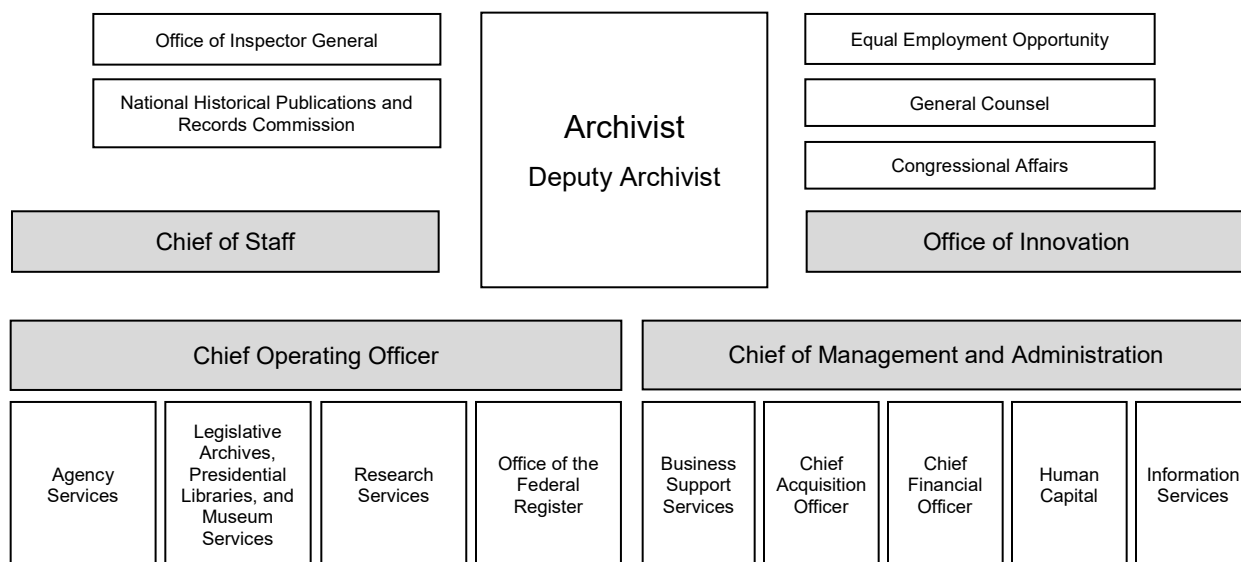 Office of Inspector General
National Historical Publications and
Records Commission
Archivist
Deputy Archivist
Equal Employment Opportunity
General Counsel
Congressional Affairs
Chief of Staff
Office of Innovation
Chief Operating Officer
Chief of Management and Administration
Agency
Services
Legislative
Archives,
Presidential
Libraries, and
Museum
Services
Research
Services
Office of the
Federal
Register
Business
Support
Services
Chief
Acquisition
Officer
Chief
Financial
Officer
Human
Capital
Information
Services